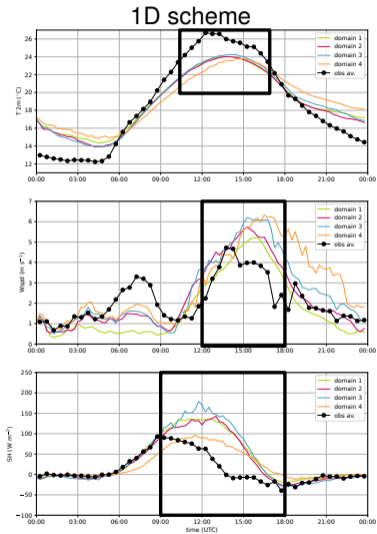 1D scheme
26
24
22
20
18
16
14
12
T 2m (°C)
domain 1
domain 2
domain 3
domain 4
obs av.
00:00 03:00 06:00 09:00 12:00 15:00 18:00 21:00 00:00
7
6
5
4
3
2
1
0
Wspd (m s⁻¹)
domain 1
domain 2
domain 3
domain 4
obs av.
00:00 03:00 06:00 09:00 12:00 15:00 18:00 21:00 00:00
250
200
150
100
50
0
−50
−100
SH (W m⁻²)
domain 1
domain 2
domain 3
domain 4
obs av.
00:00 03:00 06:00 09:00 12:00 15:00 18:00 21:00 00:00
time (UTC)